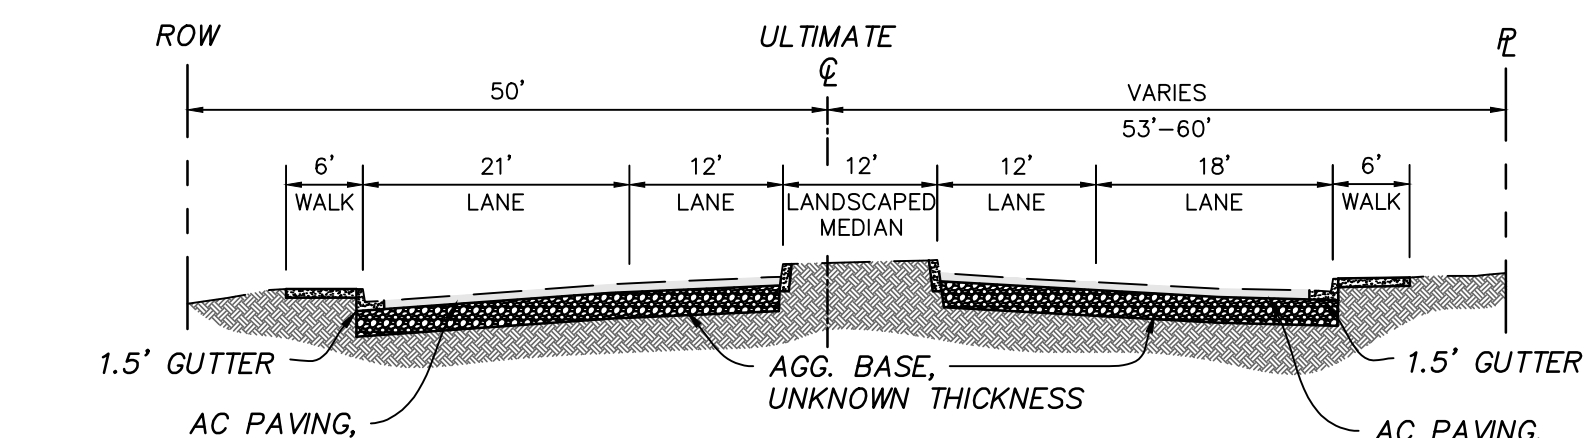 ROW
ULTIMATE
℄
⅊
50'
VARIES
53'-60'
6'
21'
12'
12'
12'
18'
6'
WALK
LANE
LANE
LANDSCAPED
MEDIAN
LANE
LANE
WALK
1.5' GUTTER
AGG. BASE,
UNKNOWN THICKNESS
1.5' GUTTER
AC PAVING,
AC PAVING,